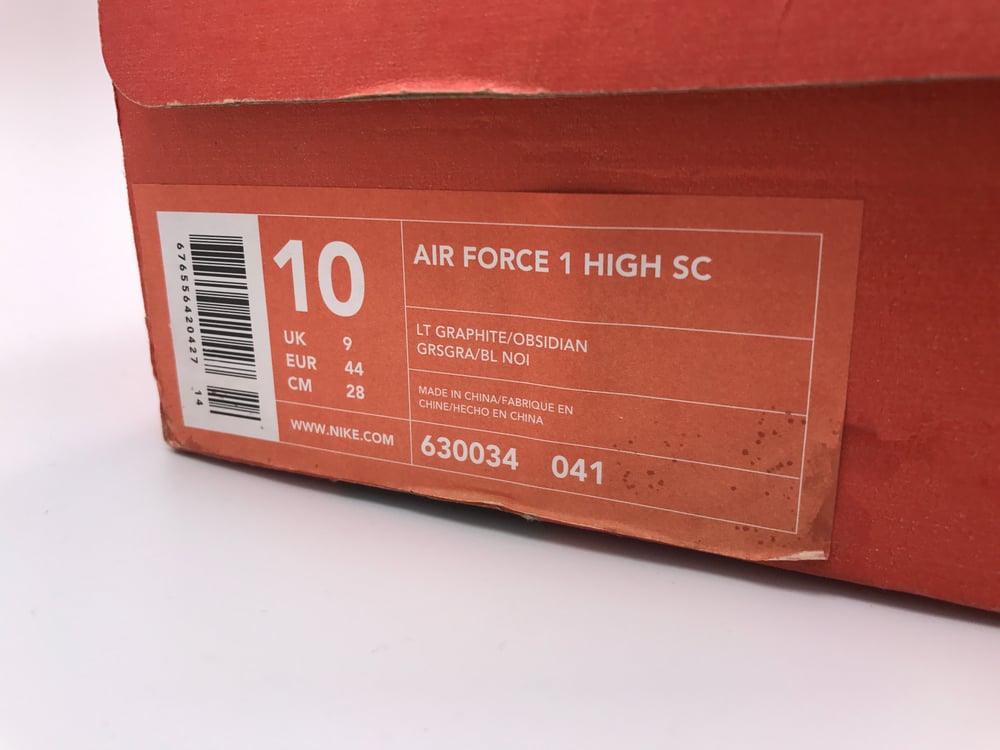 676556420427 14
10
UK 9
EUR 44
CM 28
WWW.NIKE.COM
AIR FORCE 1 HIGH SC
LT GRAPHITE/OBSIDIAN
GRSGRA/BL NOI
MADE IN CHINA/FABRIQUE EN
CHINE/HECHO EN CHINA
630034 041